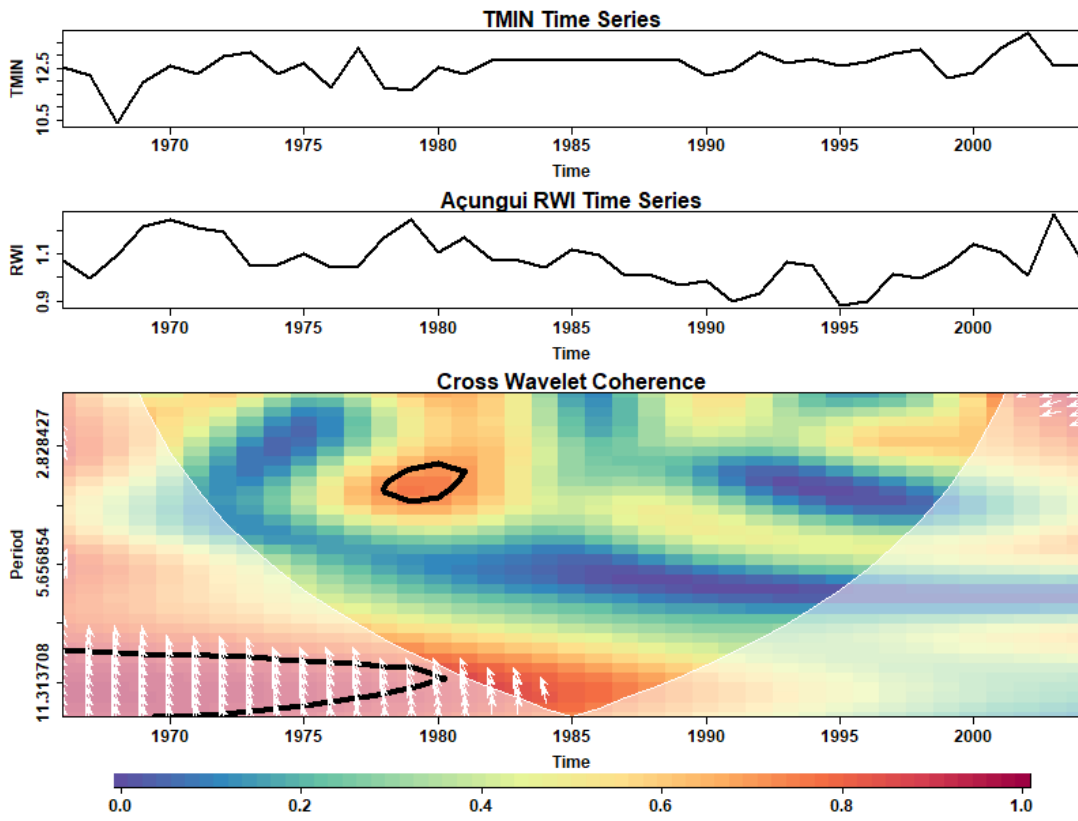 TMIN Time Series
TMIN
12.5
10.5
1970 1975 1980 1985 1990 1995 2000
Time
Açungui RWI Time Series
RWI
1.1
0.9
1970 1975 1980 1985 1990 1995 2000
Time
Cross Wavelet Coherence
Period
2.828427
5.656854
11.313708
1970 1975 1980 1985 1990 1995 2000
Time
0.0 0.2 0.4 0.6 0.8 1.0